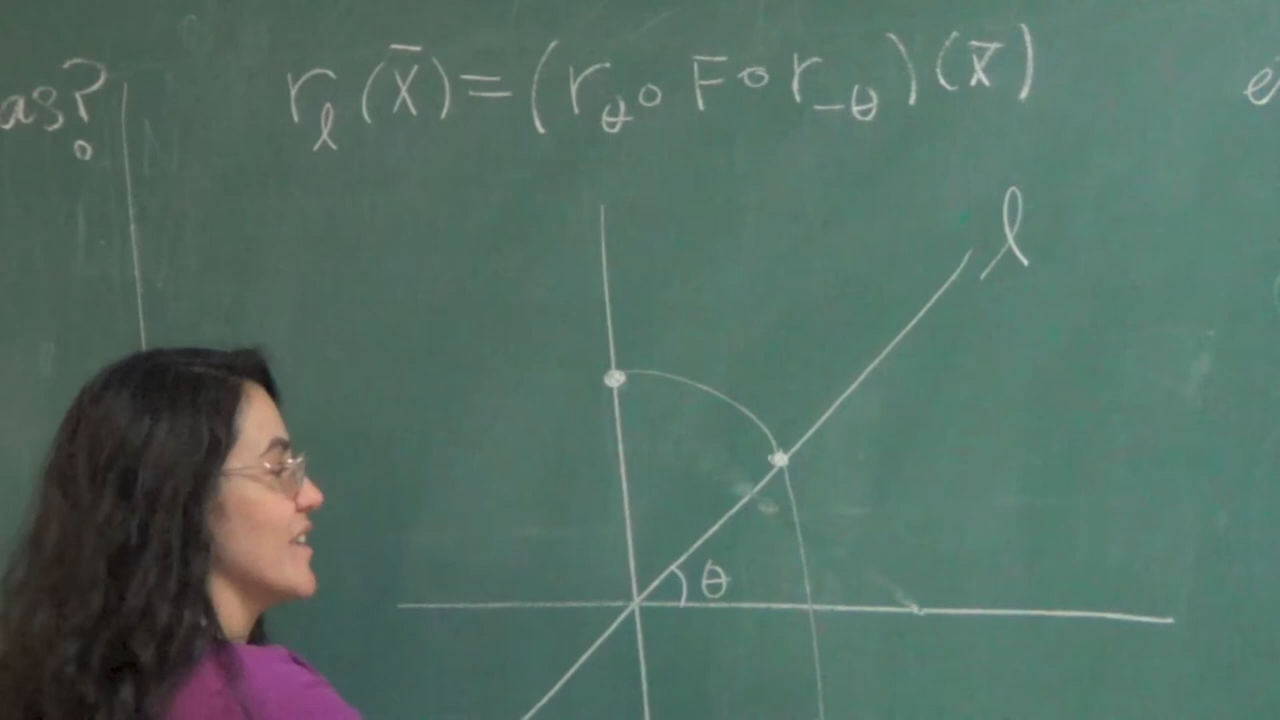 as?
r_ℓ(x̄) = (r_θ ∘ F ∘ r_{-θ})(x̄)
ℓ
θ